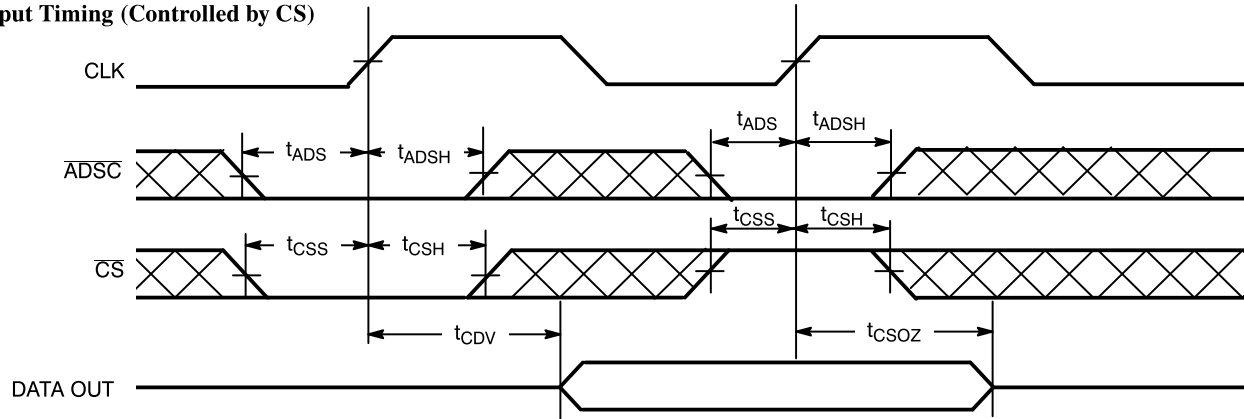 put Timing (Controlled by CS)
CLK
tADS tADSH
ADSC tADS tADSH
tCSS tCSH
CS tCSS tCSH
tCDV tCSOZ
DATA OUT